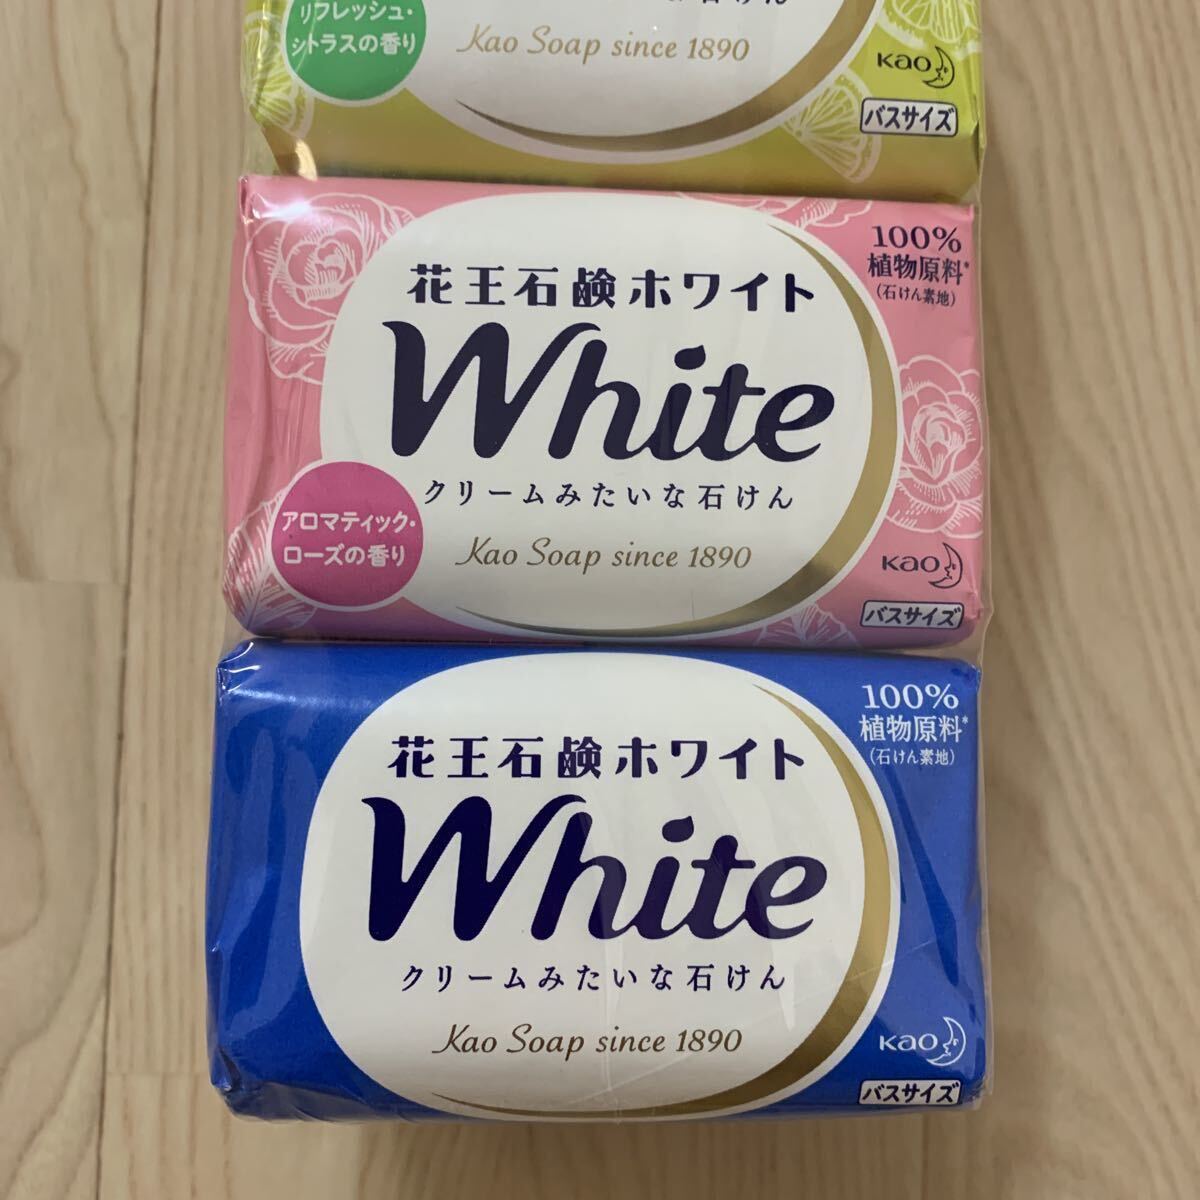 リフレッシュ・
シトラスの香り
Kao Soap since 1890
Kao
バスサイズ
花王石鹸ホワイト
100%
植物原料*
(石けん素地)
White
クリームみたいな石けん
アロマティック・
ローズの香り
Kao Soap since 1890
Kao
バスサイズ
花王石鹸ホワイト
100%
植物原料*
(石けん素地)
White
クリームみたいな石けん
Kao Soap since 1890
Kao
バスサイズ